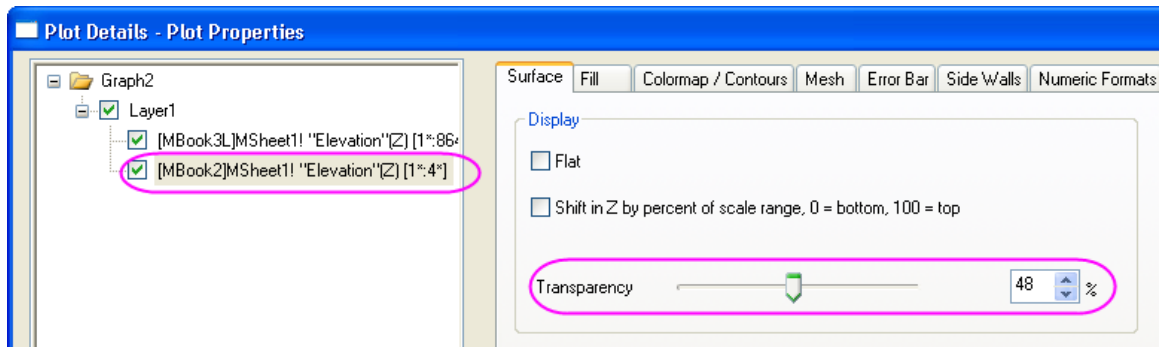 Plot Details - Plot Properties
Graph2
Layer1
[MBook3L]MSheet1! "Elevation"(Z) [1*:864
[MBook2]MSheet1! "Elevation"(Z) [1*:4*]
Surface Fill Colormap / Contours Mesh Error Bar Side Walls Numeric Formats
Display
Flat
Shift in Z by percent of scale range, 0 = bottom, 100 = top
Transparency 48 %